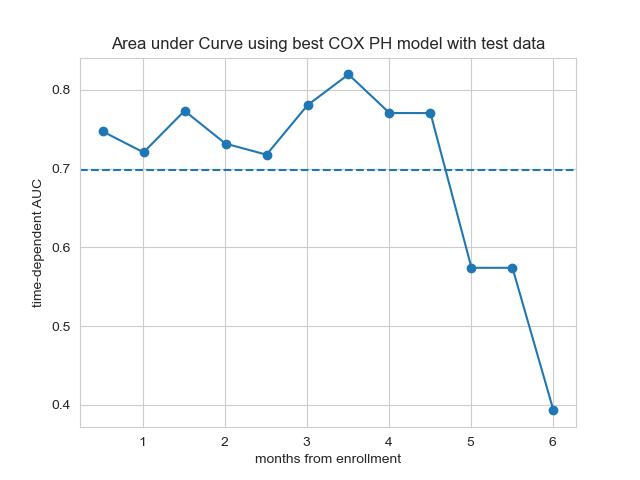 Area under Curve using best COX PH model with test data
time-dependent AUC
0.8
0.7
0.6
0.5
0.4
1 2 3 4 5 6
months from enrollment